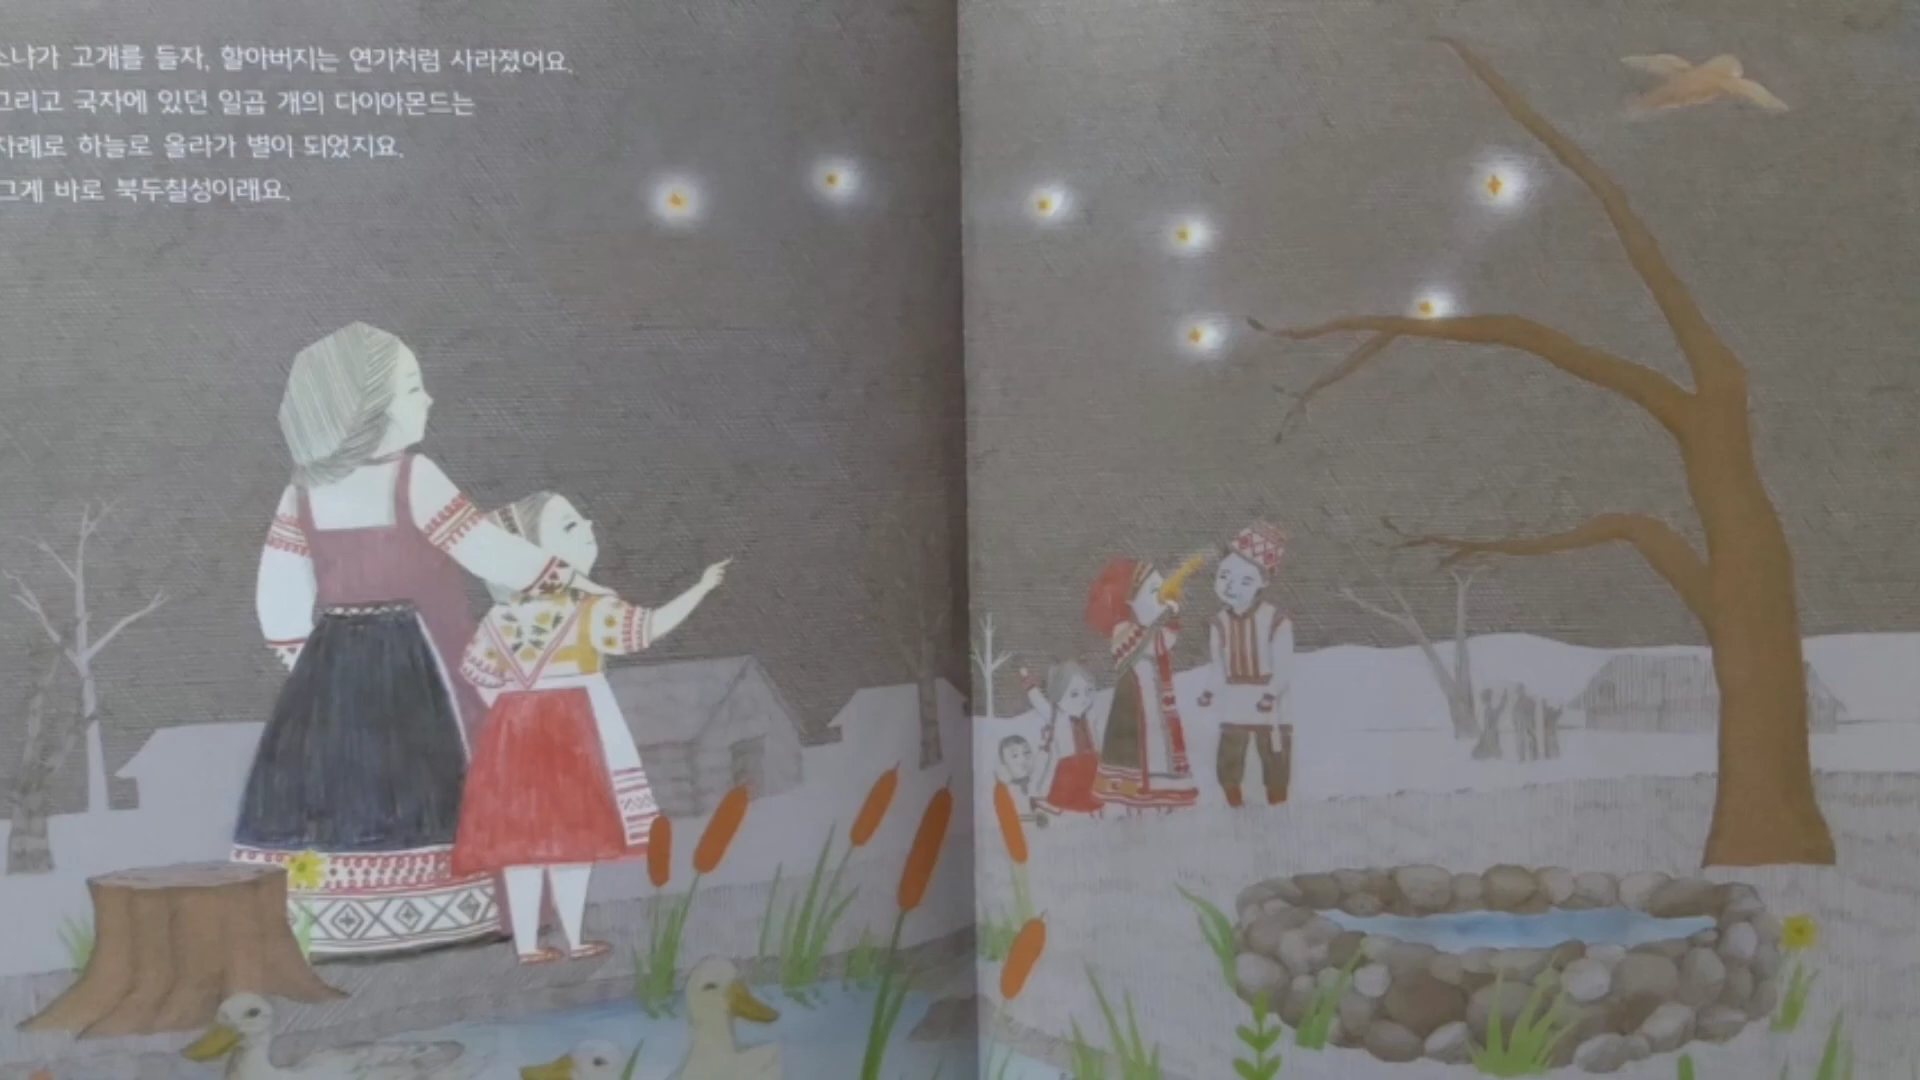 소냐가 고개를 들자, 할아버지는 연기처럼 사라졌어요.
그리고 국자에 있던 일곱 개의 다이아몬드는
차례로 하늘로 올라가 별이 되었지요.
그게 바로 북두칠성이래요.